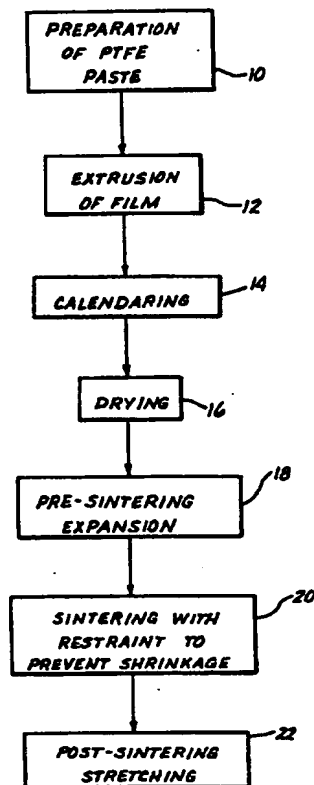 PREPARATION
OF PTFE
PASTE
10
EXTRUSION
OF FILM
12
CALENDARING
14
DRYING
16
PRE-SINTERING
EXPANSION
18
SINTERING WITH
RESTRAINT TO
PREVENT SHRINKAGE
20
POST-SINTERING
STRETCHING
22